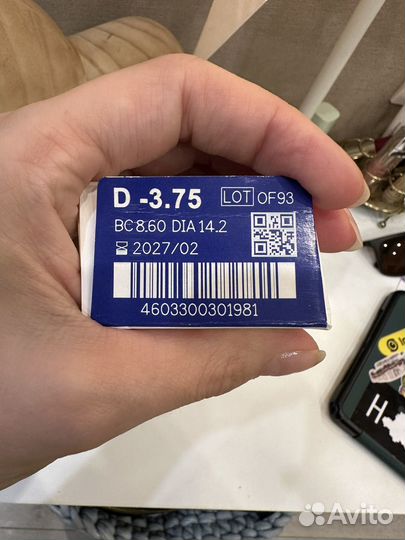 D -3.75 LOT OF93
BC 8.60 DIA 14.2
2027/02
4603300301981
H
Avito